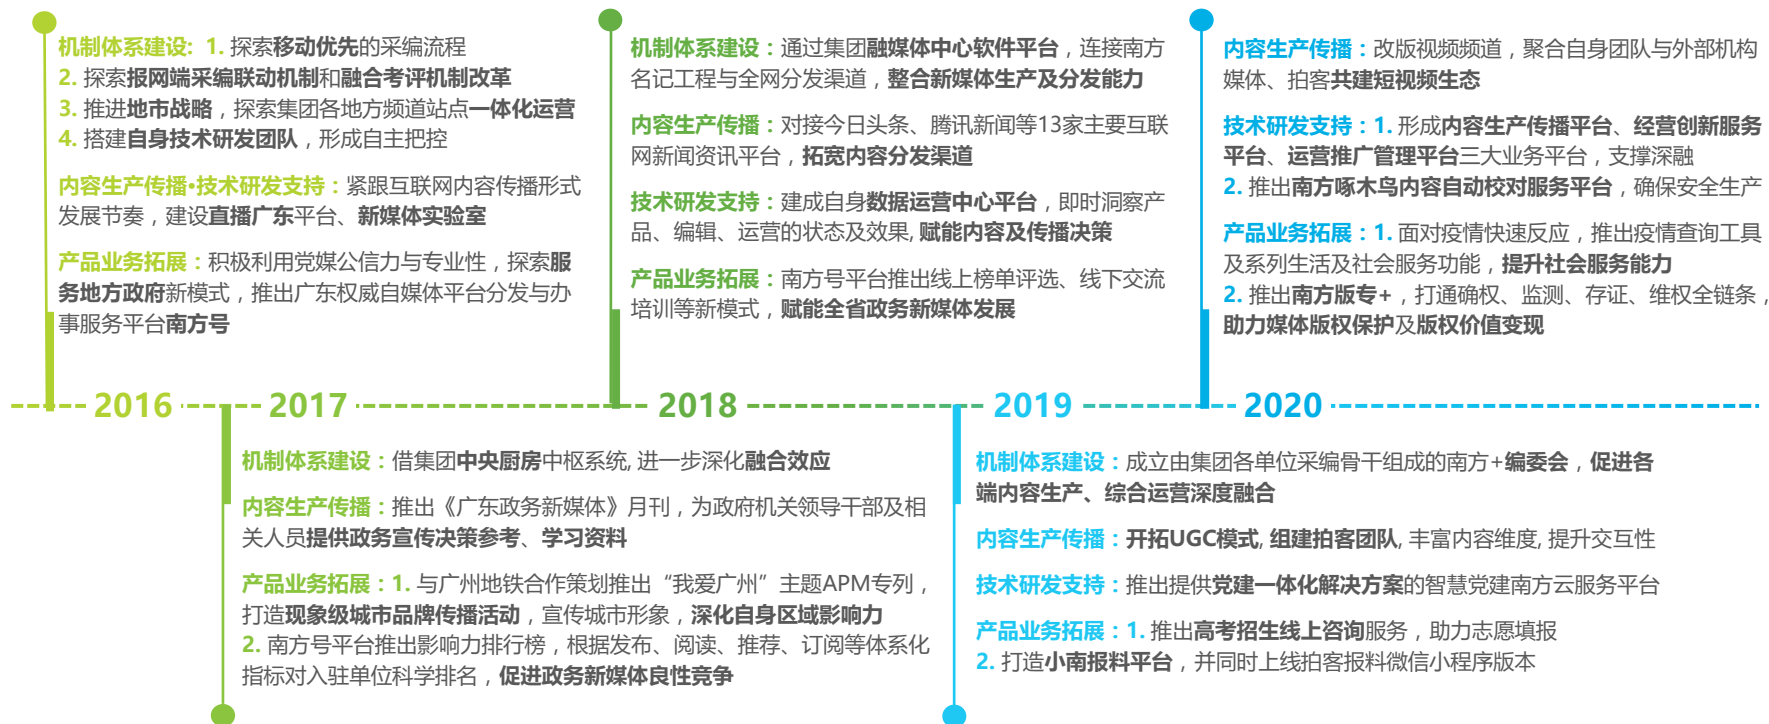 机制体系建设: 1. 探索移动优先的采编流程
2. 探索报网端采编联动机制和融合考评机制改革
3. 推进地市战略，探索集团各地方频道站点一体化运营
4. 搭建自身技术研发团队，形成自主把控
内容生产传播•技术研发支持：紧跟互联网内容传播形式
发展节奏，建设直播广东平台、新媒体实验室
产品业务拓展：积极利用党媒公信力与专业性，探索服
务地方政府新模式，推出广东权威自媒体平台分发与办
事服务平台南方号
机制体系建设：通过集团融媒体中心软件平台，连接南方
名记工程与全网分发渠道，整合新媒体生产及分发能力
内容生产传播：对接今日头条、腾讯新闻等13家主要互联
网新闻资讯平台，拓宽内容分发渠道
技术研发支持：建成自身数据运营中心平台，即时洞察产
品、编辑、运营的状态及效果, 赋能内容及传播决策
产品业务拓展：南方号平台推出线上榜单评选、线下交流
培训等新模式，赋能全省政务新媒体发展
内容生产传播：改版视频频道，聚合自身团队与外部机构
媒体、拍客共建短视频生态
技术研发支持：1. 形成内容生产传播平台、经营创新服务
平台、运营推广管理平台三大业务平台，支撑深融
2. 推出南方啄木鸟内容自动校对服务平台，确保安全生产
产品业务拓展：1. 面对疫情快速反应，推出疫情查询工具
及系列生活及社会服务功能，提升社会服务能力
2. 推出南方版专+，打通确权、监测、存证、维权全链条，
助力媒体版权保护及版权价值变现
2016
2017
2018
2019
2020
机制体系建设：借集团中央厨房中枢系统, 进一步深化融合效应
内容生产传播：推出《广东政务新媒体》月刊，为政府机关领导干部及相
关人员提供政务宣传决策参考、学习资料
产品业务拓展：1. 与广州地铁合作策划推出“我爱广州”主题APM专列，
打造现象级城市品牌传播活动，宣传城市形象，深化自身区域影响力
2. 南方号平台推出影响力排行榜，根据发布、阅读、推荐、订阅等体系化
指标对入驻单位科学排名，促进政务新媒体良性竞争
机制体系建设：成立由集团各单位采编骨干组成的南方+编委会，促进各
端内容生产、综合运营深度融合
内容生产传播：开拓UGC模式, 组建拍客团队, 丰富内容维度, 提升交互性
技术研发支持：推出提供党建一体化解决方案的智慧党建南方云服务平台
产品业务拓展：1. 推出高考招生线上咨询服务，助力志愿填报
2. 打造小南报料平台，并同时上线拍客报料微信小程序版本